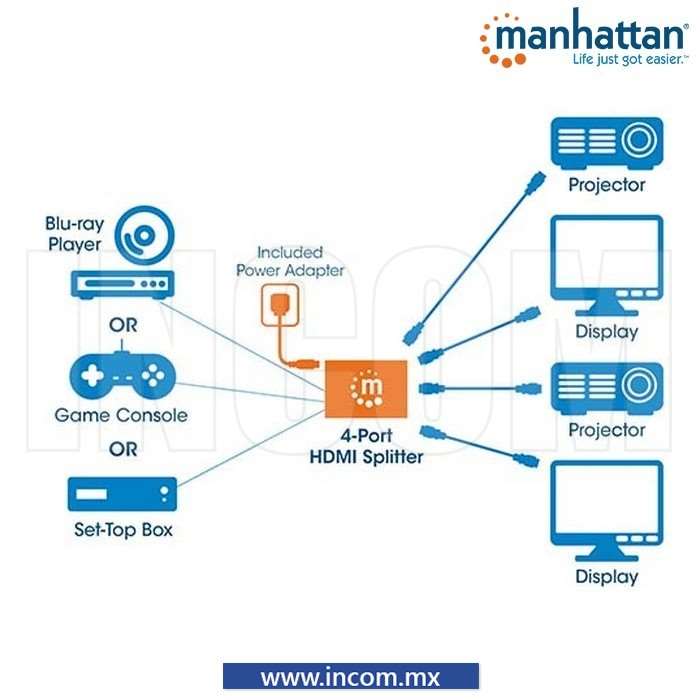 manhattan®
Life just got easier.™
Projector
Blu-ray
Player
Included
Power Adapter
OR
Display
m
Game Console
4-Port
HDMI Splitter
Projector
OR
Set-Top Box
Display
INCOM
www.incom.mx